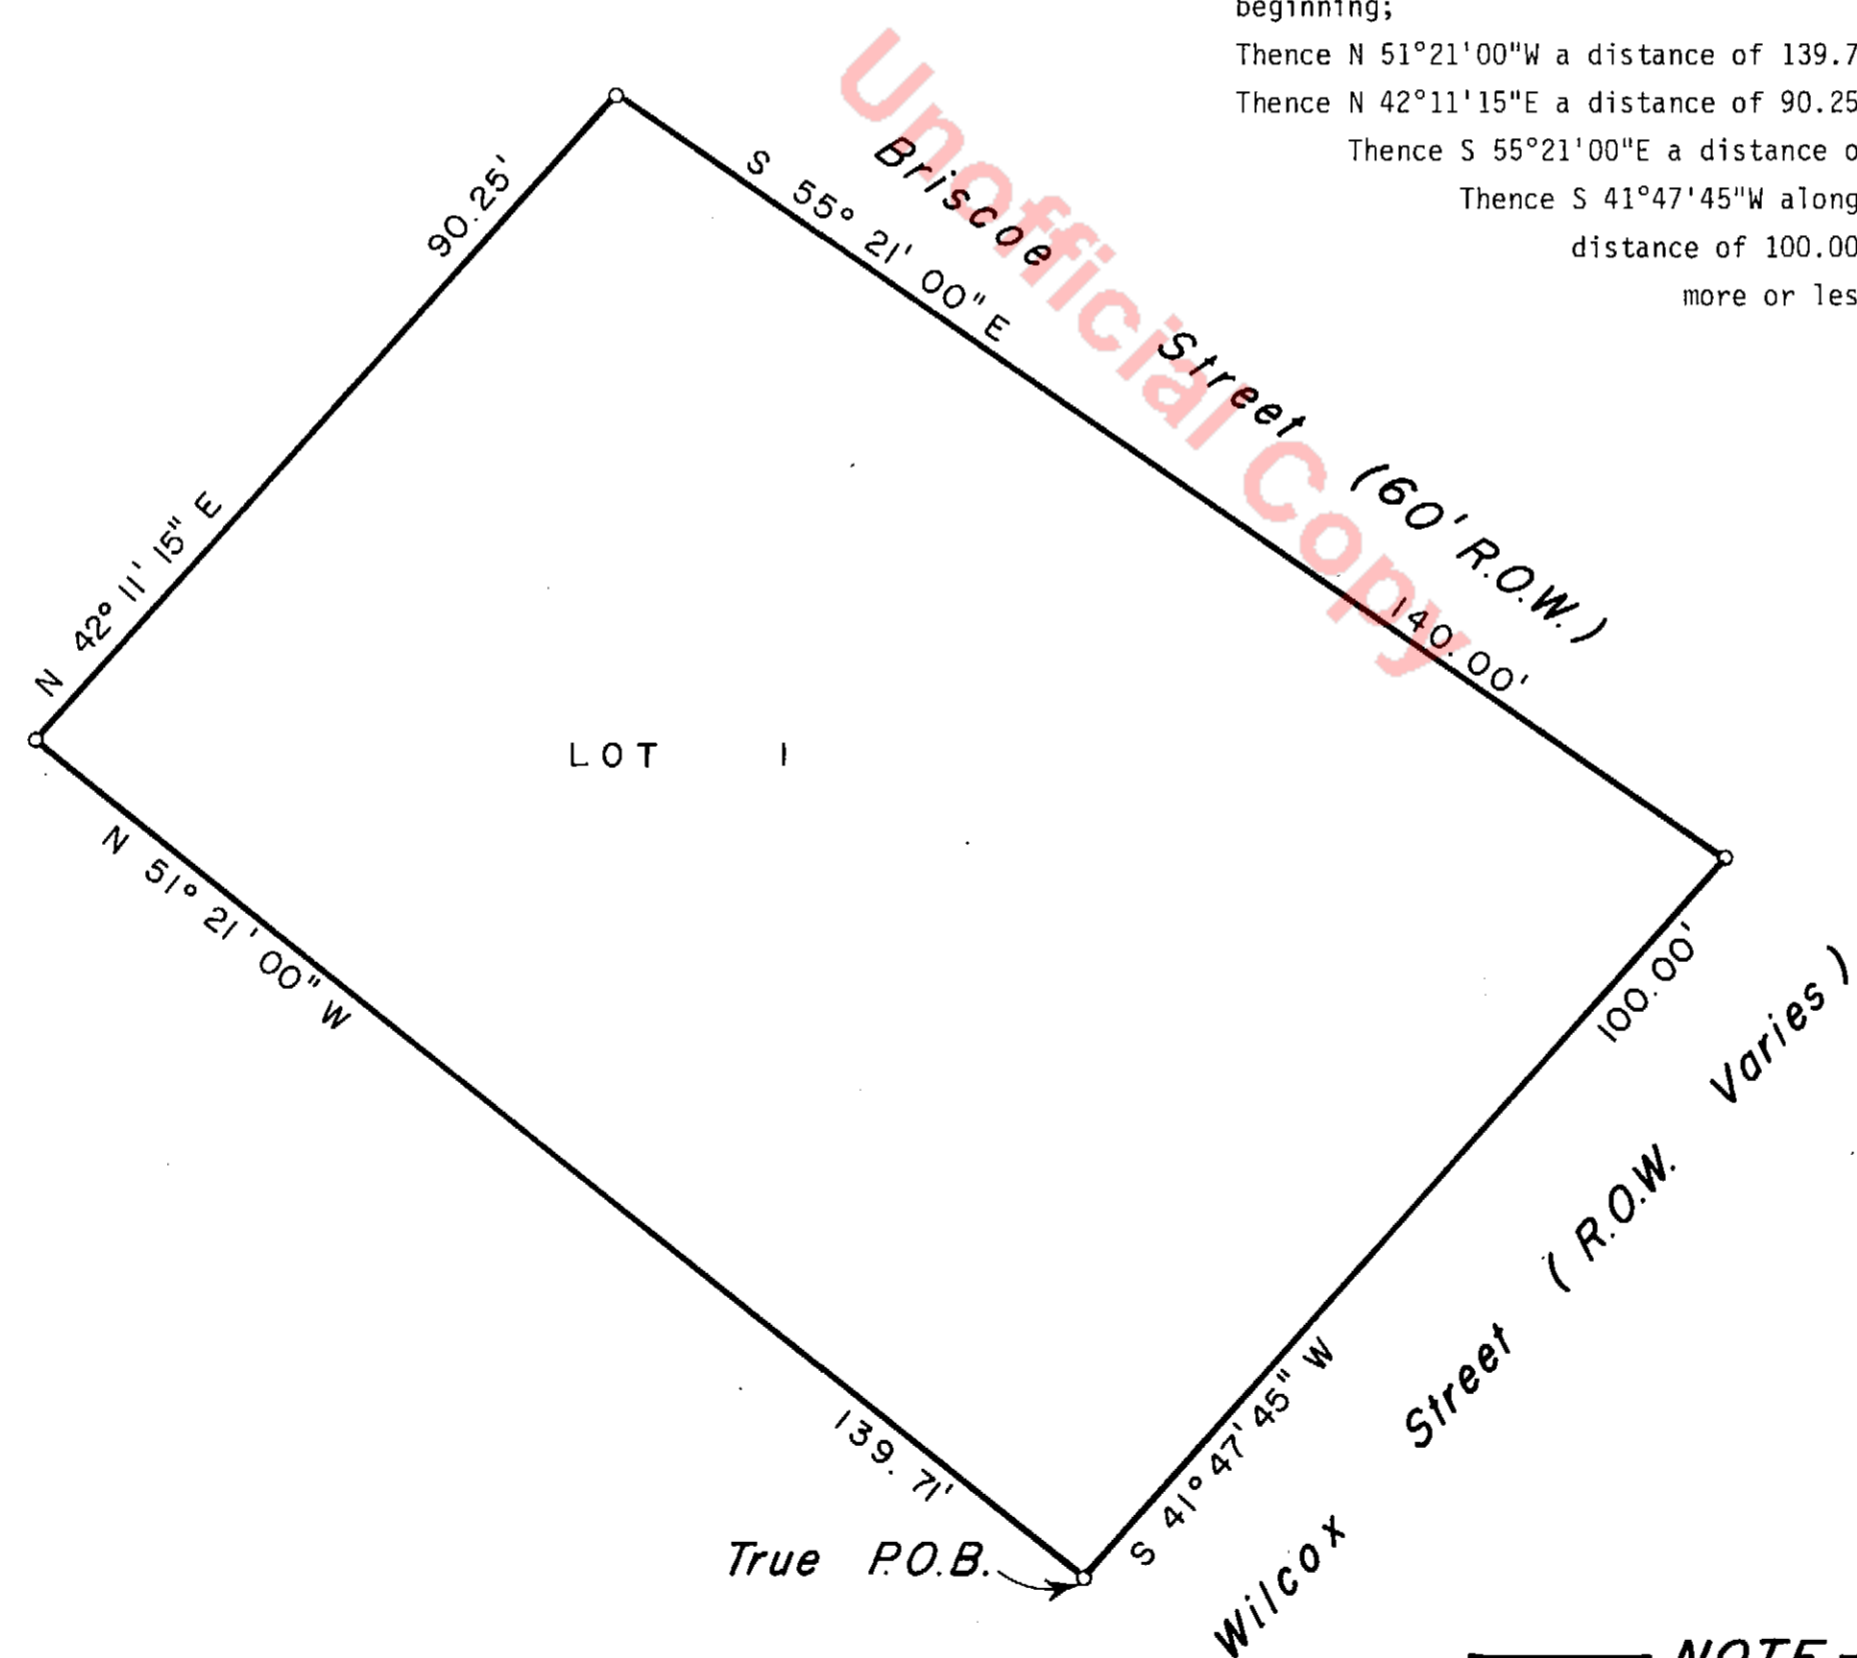 beginning;
Thence N 51°21'00"W a distance of 139.7
Thence N 42°11'15"E a distance of 90.25
Thence S 55°21'00"E a distance o
Thence S 41°47'45"W along
distance of 100.00
more or les
Unofficial Copy
Briscoe Street (60' R.O.W.)
S 55° 21' 00" E
140.00'
90.25'
N 42° 11' 15" E
LOT 1
N 51° 21' 00" W
139.71'
100.00'
S 41° 47' 45" W
Wilcox Street ( R.O.W. Varies )
True P.O.B.
NOTE